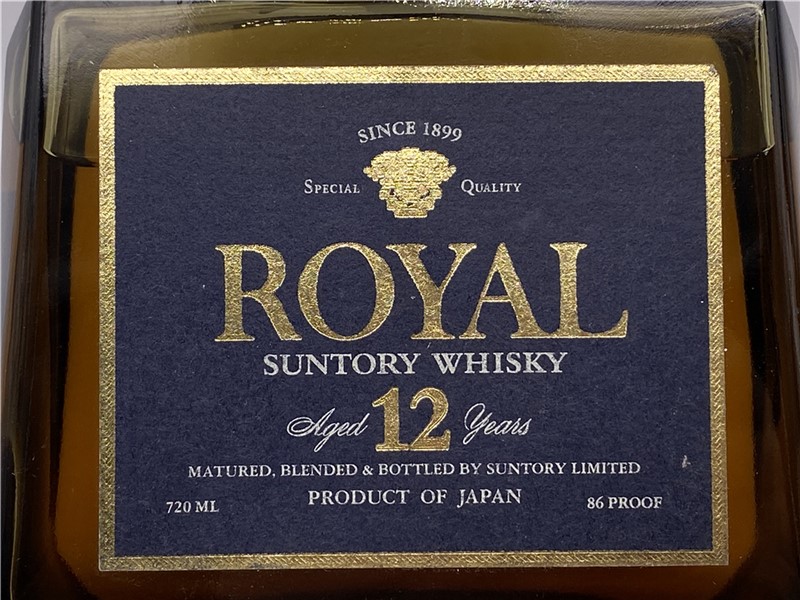 SINCE 1899
SPECIAL QUALITY
ROYAL
SUNTORY WHISKY
Aged 12 Years
MATURED, BLENDED & BOTTLED BY SUNTORY LIMITED
720 ML PRODUCT OF JAPAN 86 PROOF